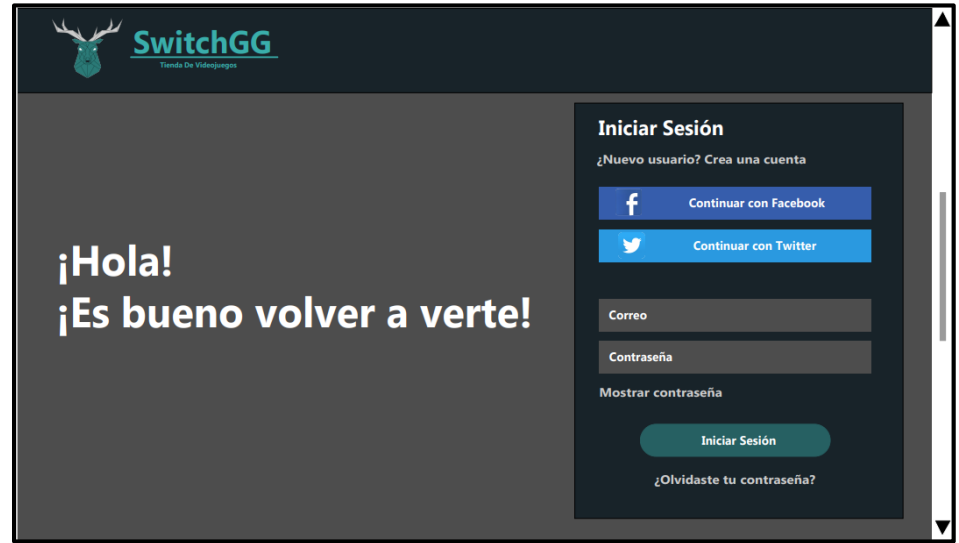 SwitchGG
Tienda De Videojuegos
¡Hola!
¡Es bueno volver a verte!
Iniciar Sesión
¿Nuevo usuario? Crea una cuenta
Continuar con Facebook
Continuar con Twitter
Correo
Contraseña
Mostrar contraseña
Iniciar Sesión
¿Olvidaste tu contraseña?